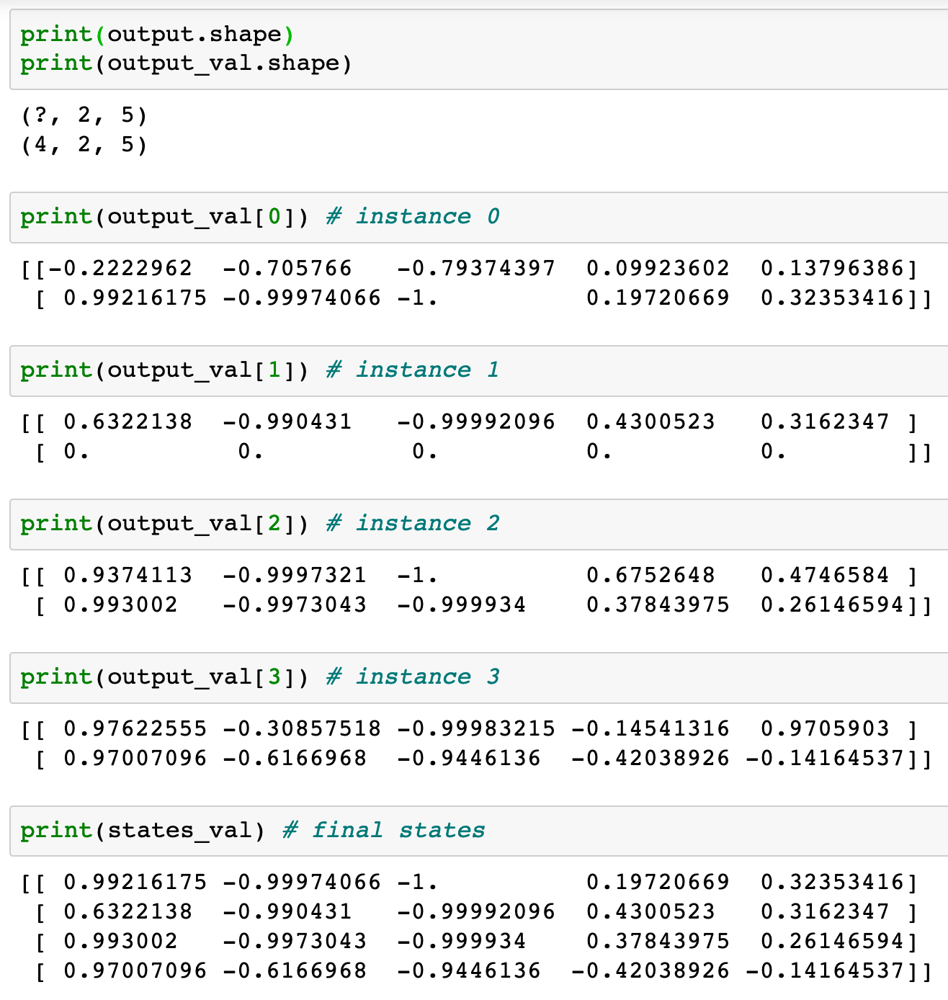 print(output.shape)
print(output_val.shape)
(?, 2, 5)
(4, 2, 5)
print(output_val[0]) # instance 0
[[-0.2222962  -0.705766   -0.79374397  0.09923602  0.13796386]
 [ 0.99216175 -0.99974066 -1.          0.19720669  0.32353416]]
print(output_val[1]) # instance 1
[[ 0.6322138  -0.990431   -0.99992096  0.4300523   0.3162347 ]
 [ 0.          0.          0.          0.          0.        ]]
print(output_val[2]) # instance 2
[[ 0.9374113  -0.9997321  -1.          0.6752648   0.4746584 ]
 [ 0.993002   -0.9973043  -0.999934    0.37843975  0.26146594]]
print(output_val[3]) # instance 3
[[ 0.97622555 -0.30857518 -0.99983215 -0.14541316  0.9705903 ]
 [ 0.97007096 -0.6166968  -0.9446136  -0.42038926 -0.14164537]]
print(states_val) # final states
[[ 0.99216175 -0.99974066 -1.          0.19720669  0.32353416]
 [ 0.6322138  -0.990431   -0.99992096  0.4300523   0.3162347 ]
 [ 0.993002   -0.9973043  -0.999934    0.37843975  0.26146594]
 [ 0.97007096 -0.6166968  -0.9446136  -0.42038926 -0.14164537]]